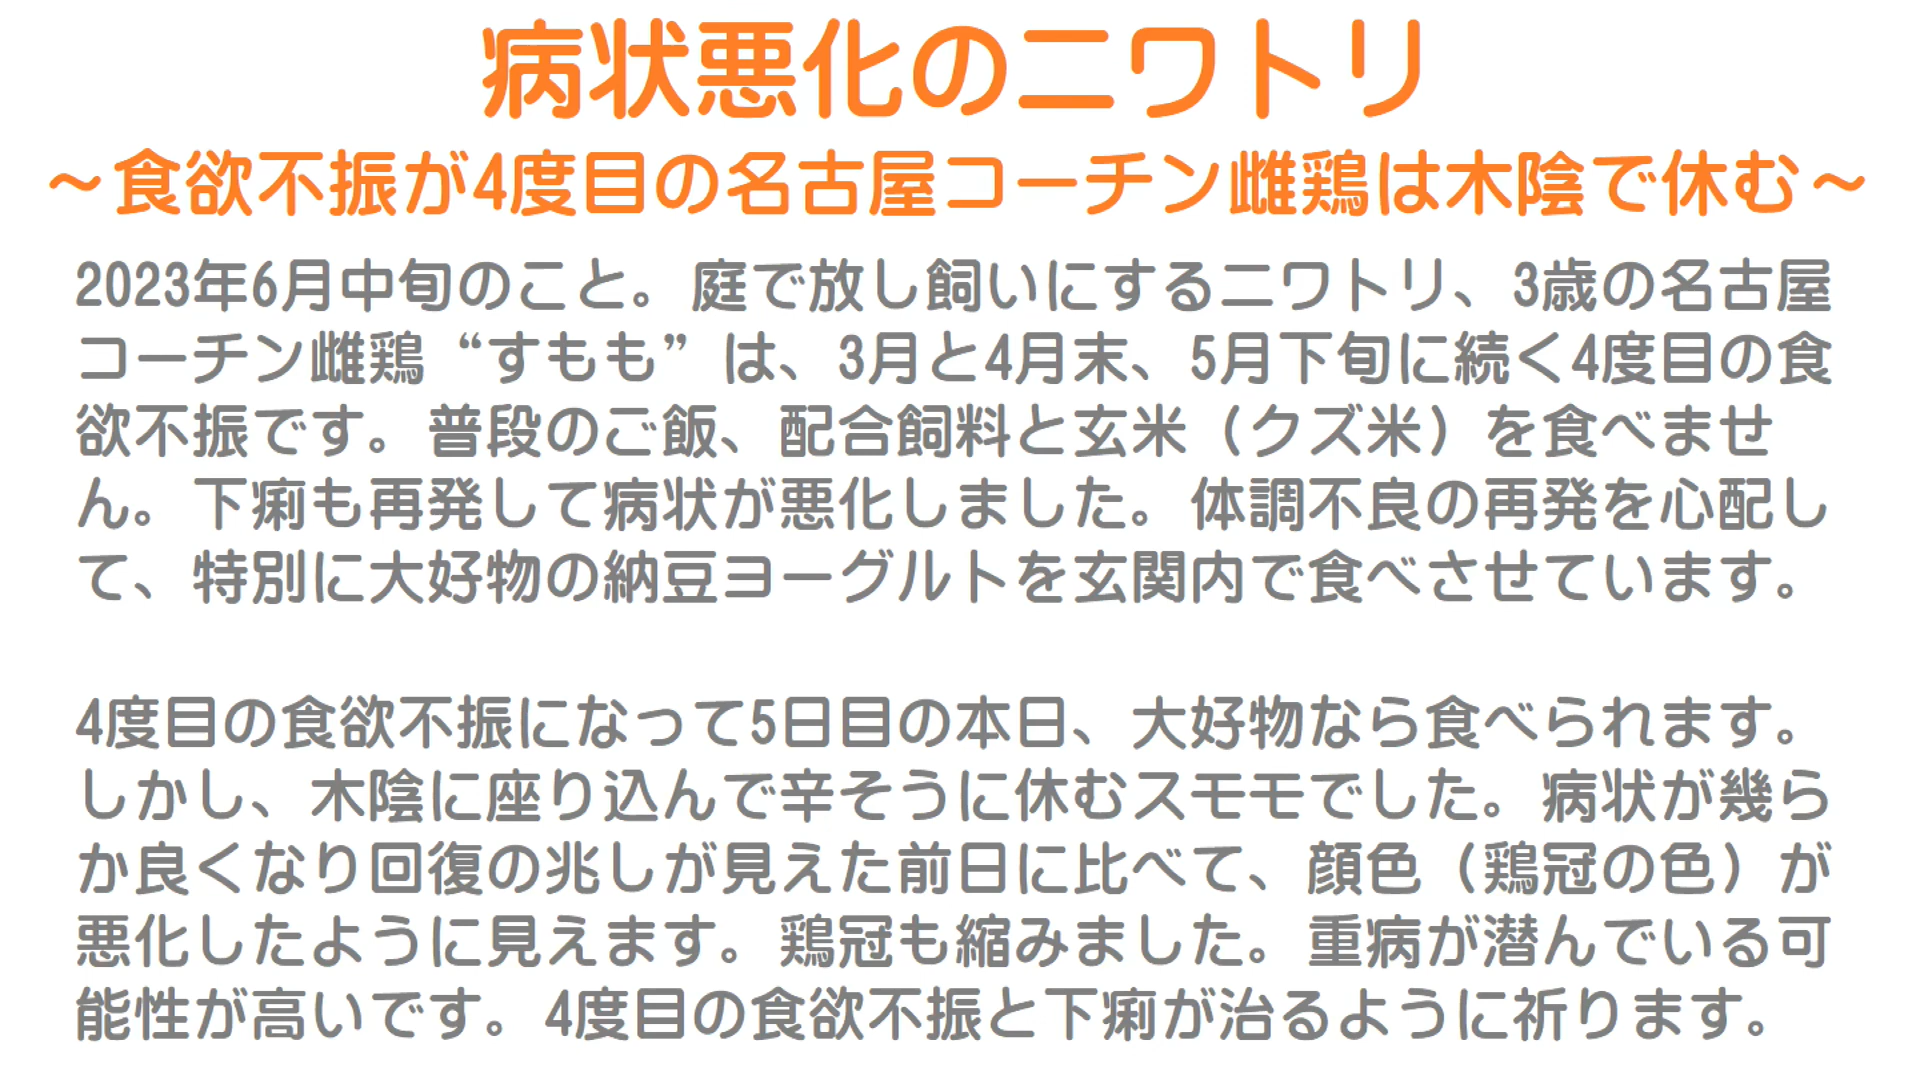 病状悪化のニワトリ
～食欲不振が4度目の名古屋コーチン雌鶏は木陰で休む～
2023年6月中旬のこと。庭で放し飼いにするニワトリ、3歳の名古屋
コーチン雌鶏“すもも”は、3月と4月末、5月下旬に続く4度目の食
欲不振です。普段のご飯、配合飼料と玄米（クズ米）を食べませ
ん。下痢も再発して病状が悪化しました。体調不良の再発を心配し
て、特別に大好物の納豆ヨーグルトを玄関内で食べさせています。
4度目の食欲不振になって5日目の本日、大好物なら食べられます。
しかし、木陰に座り込んで辛そうに休むスモモでした。病状が幾ら
か良くなり回復の兆しが見えた前日に比べて、顔色（鶏冠の色）が
悪化したように見えます。鶏冠も縮みました。重病が潜んでいる可
能性が高いです。4度目の食欲不振と下痢が治るように祈ります。